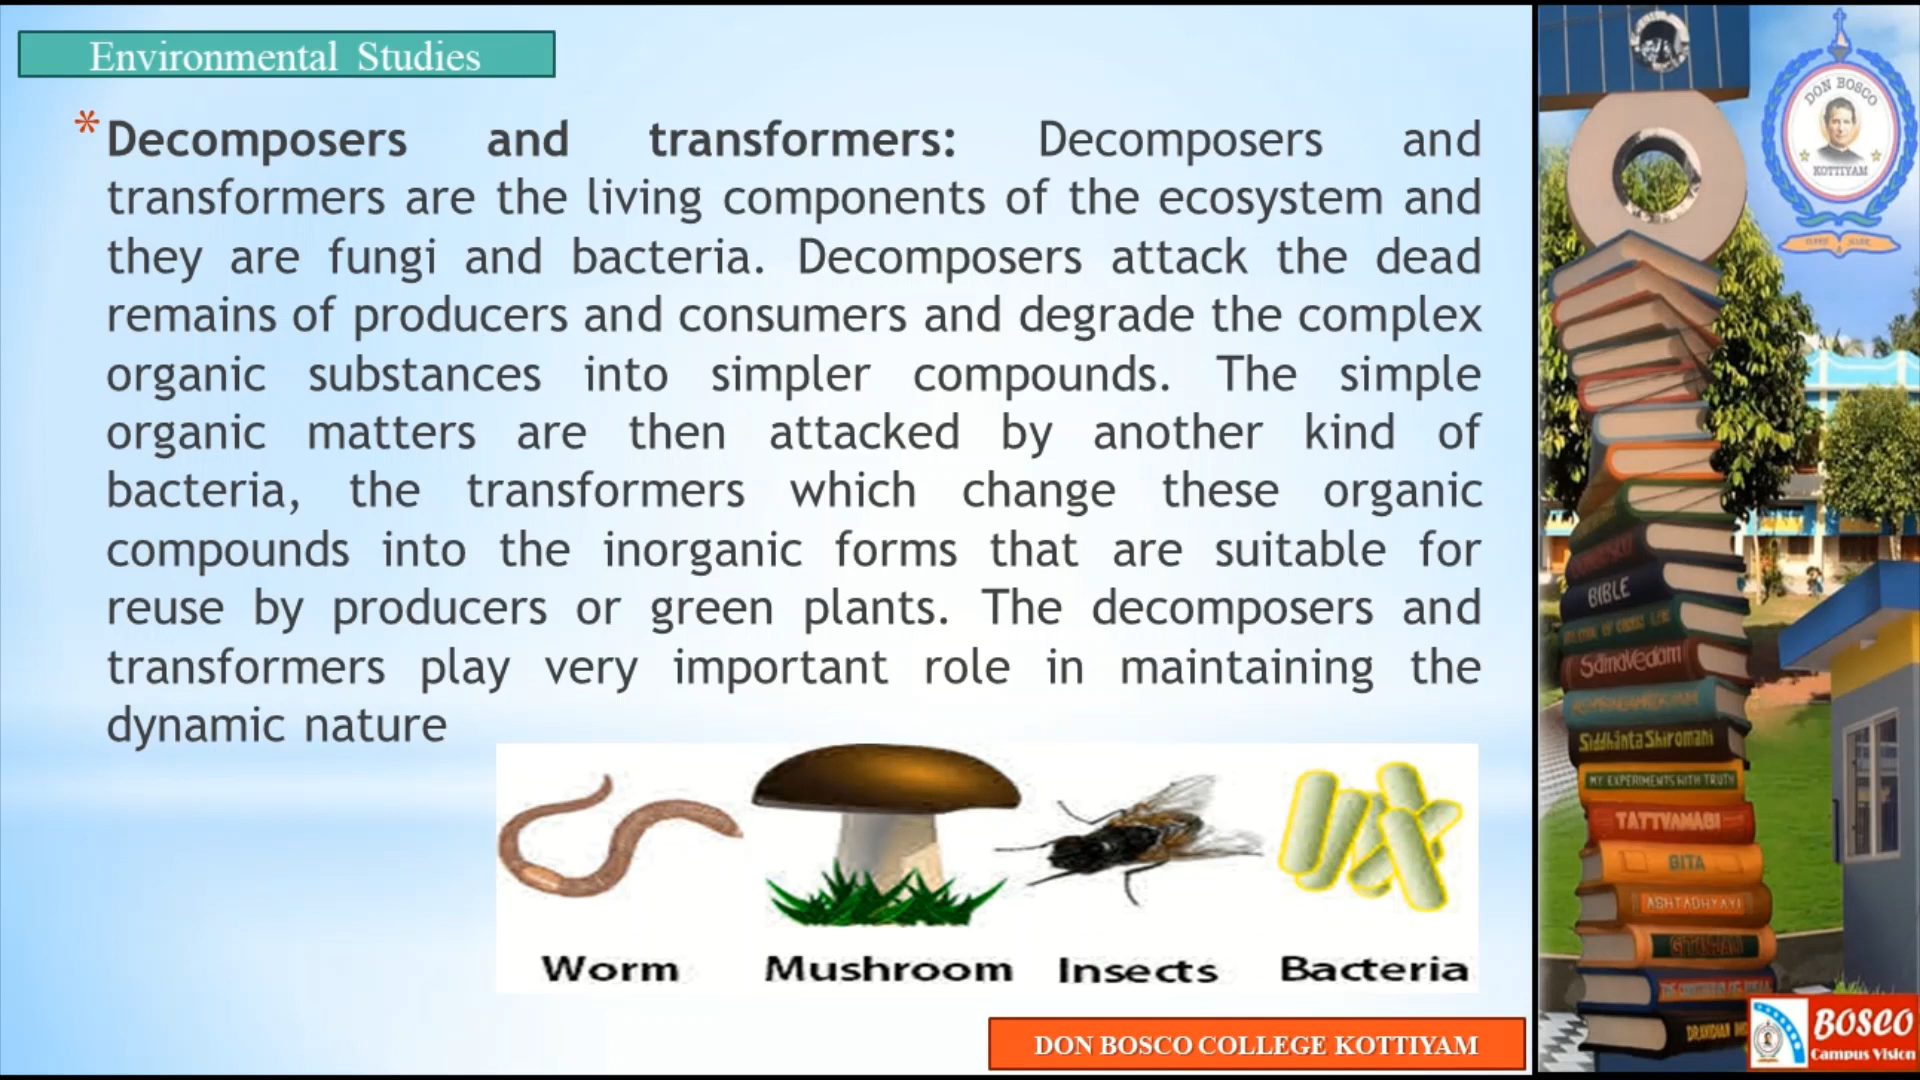 Environmental Studies
* Decomposers and transformers: Decomposers and
transformers are the living components of the ecosystem and
they are fungi and bacteria. Decomposers attack the dead
remains of producers and consumers and degrade the complex
organic substances into simpler compounds. The simple
organic matters are then attacked by another kind of
bacteria, the transformers which change these organic
compounds into the inorganic forms that are suitable for
reuse by producers or green plants. The decomposers and
transformers play very important role in maintaining the
dynamic nature
Worm Mushroom Insects Bacteria
DON BOSCO COLLEGE KOTTIYAM
DON BOSCO
KOTTIYAM
BIBLE
SamaVedam
Siddhanta Shiromani
MY EXPERIMENTS WITH TRUTH
TATTVAMASI
ASHTADHYAYI
BOSCO
Campus Vision